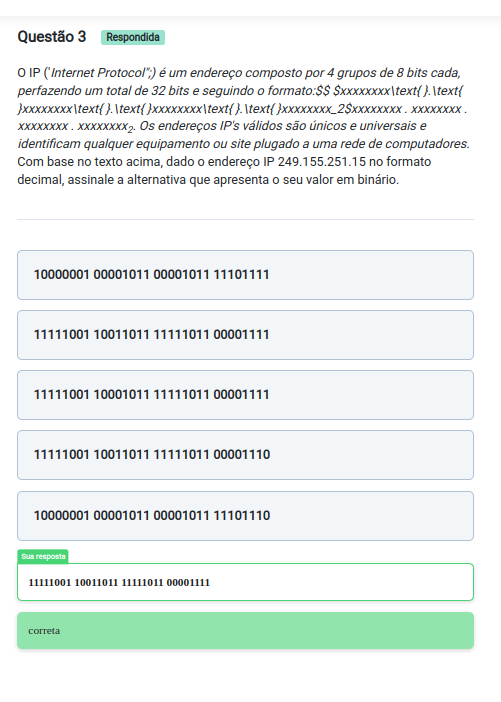 Questão 3 Respondida
O IP ('Internet Protocol";) é um endereço composto por 4 grupos de 8 bits cada,
perfazendo um total de 32 bits e seguindo o formato:$$ $xxxxxxxx\text{ }.\text{
}xxxxxxxx\text{ }.\text{ }xxxxxxxx\text{ }.\text{ }xxxxxxxx_2$xxxxxxxx . xxxxxxxx .
xxxxxxxx . xxxxxxxx₂. Os endereços IP's válidos são únicos e universais e
identificam qualquer equipamento ou site plugado a uma rede de computadores.
Com base no texto acima, dado o endereço IP 249.155.251.15 no formato
decimal, assinale a alternativa que apresenta o seu valor em binário.
10000001 00001011 00001011 11101111
11111001 10011011 11111011 00001111
11111001 10001011 11111011 00001111
11111001 10011011 11111011 00001110
10000001 00001011 00001011 11101110
Sua resposta
11111001 10011011 11111011 00001111
correta